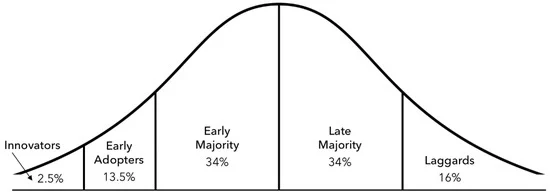 Innovators
2.5%
Early
Adopters
13.5%
Early
Majority
34%
Late
Majority
34%
Laggards
16%